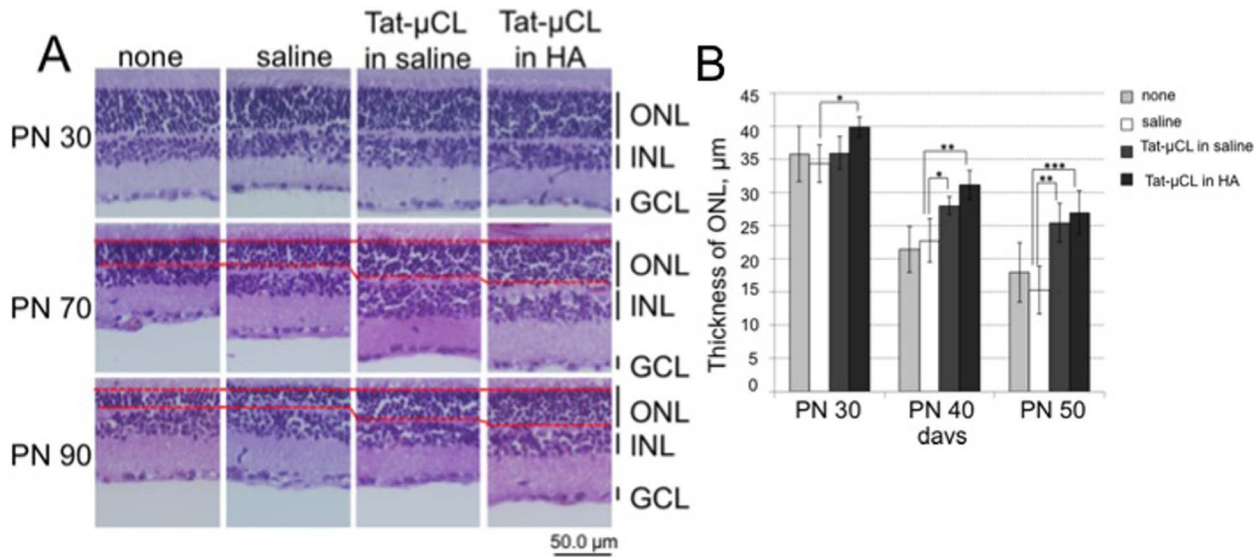 A
none
saline
Tat-µCL
in saline
Tat-µCL
in HA
PN 30
ONL
INL
GCL
PN 70
ONL
INL
GCL
PN 90
ONL
INL
GCL
50.0 µm
B
Thickness of ONL, µm
45
40
35
30
25
20
15
10
5
0
*
**
*
***
**
PN 30
PN 40
PN 50
davs
none
saline
Tat-µCL in saline
Tat-µCL in HA